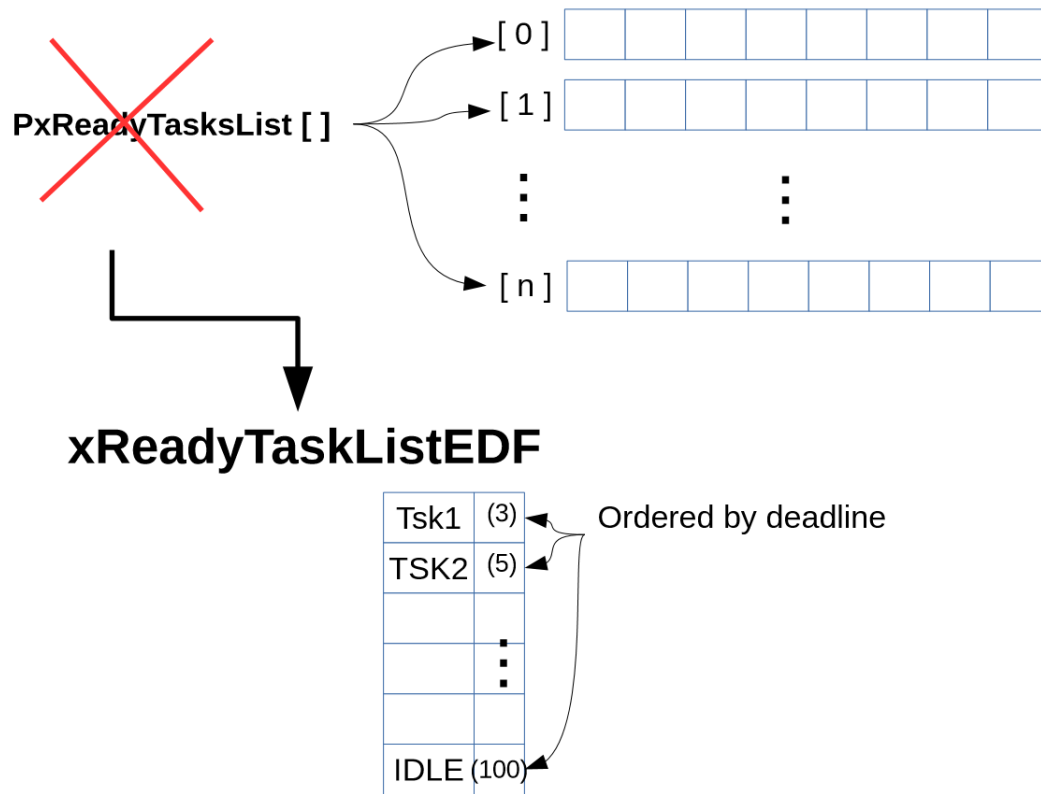 [ 0 ]
PxReadyTasksList [ ]
[ 1 ]
[ n ]
xReadyTaskListEDF
Tsk1 (3)
Ordered by deadline
TSK2 (5)
IDLE (100)